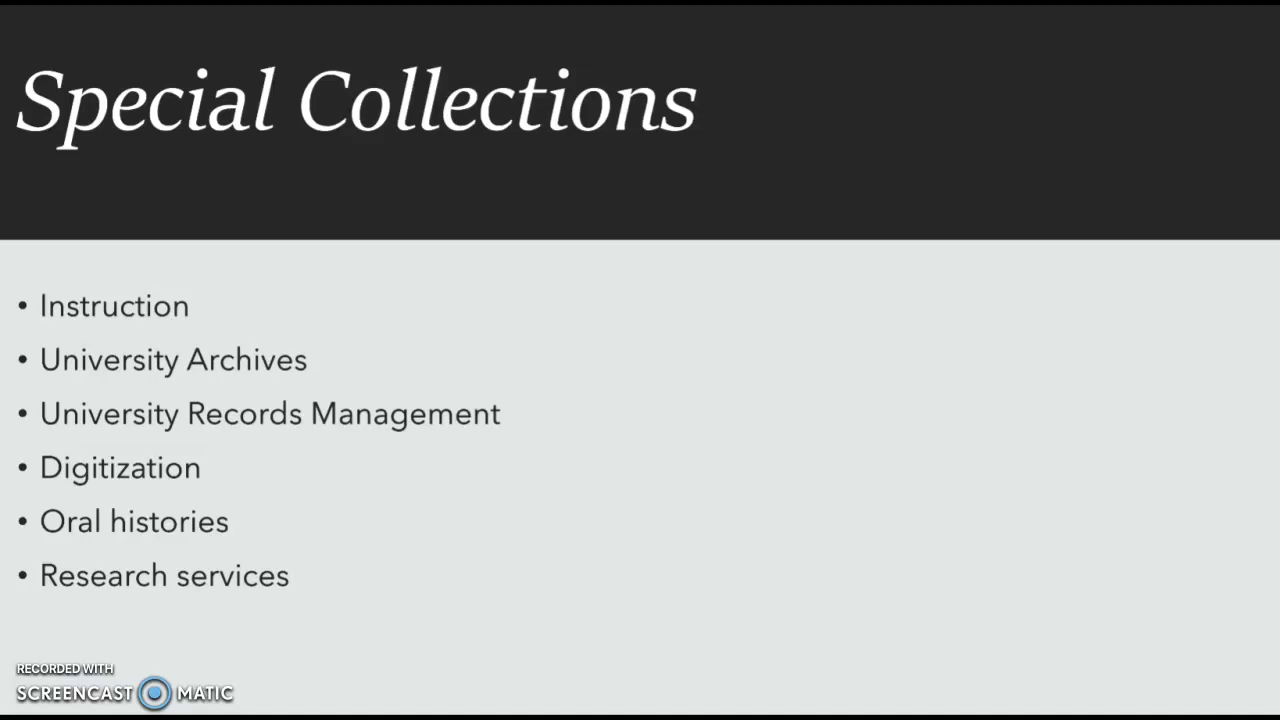 Special Collections
• Instruction
• University Archives
• University Records Management
• Digitization
• Oral histories
• Research services
RECORDED WITH
SCREENCAST MATIC